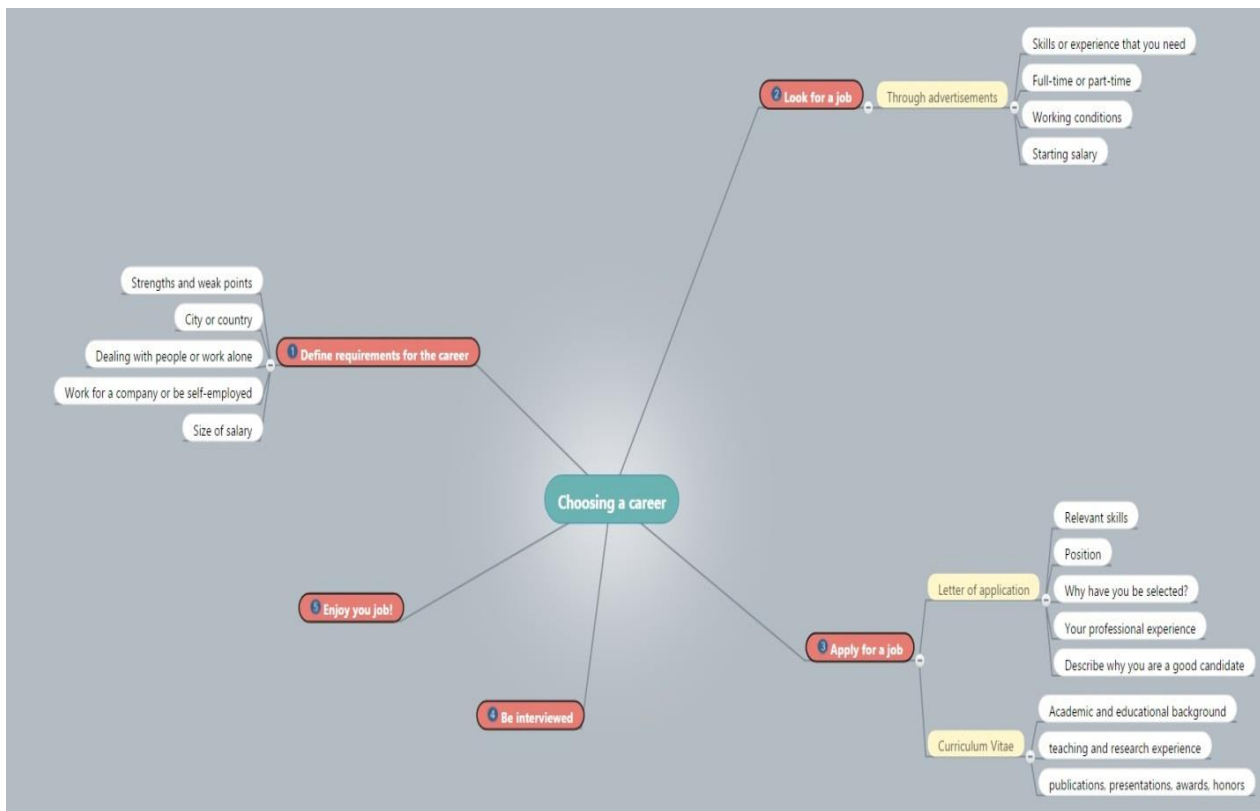 Choosing a career
1 Define requirements for the career
Strengths and weak points
City or country
Dealing with people or work alone
Work for a company or be self-employed
Size of salary
2 Look for a job
Through advertisements
Skills or experience that you need
Full-time or part-time
Working conditions
Starting salary
3 Apply for a job
Letter of application
Relevant skills
Position
Why have you be selected?
Your professional experience
Describe why you are a good candidate
Curriculum Vitae
Academic and educational background
teaching and research experience
publications, presentations, awards, honors
4 Be interviewed
5 Enjoy you job!